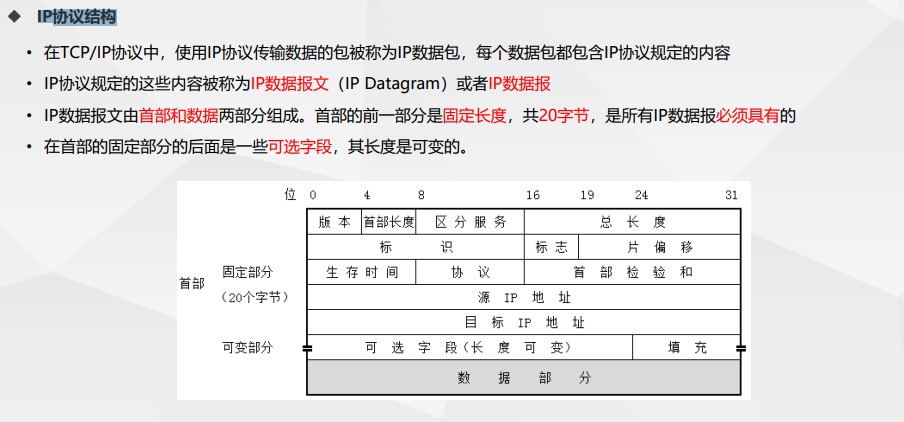 IP协议结构
在TCP/IP协议中，使用IP协议传输数据的包被称为IP数据包，每个数据包都包含IP协议规定的内容
IP协议规定的这些内容被称为IP数据报文（IP Datagram）或者IP数据报
IP数据报文由首部和数据两部分组成。首部的前一部分是固定长度，共20字节，是所有IP数据报必须具有的
在首部的固定部分的后面是一些可选字段，其长度是可变的。
位 0 4 8 16 19 24 31
版本 首部长度 区分服务 总长度
标识 标志 片偏移
首部 固定部分（20个字节） 生存时间 协议 首部检验和
源 IP 地址
目标 IP 地址
可变部分 可选字段(长度可变) 填充
数据部分